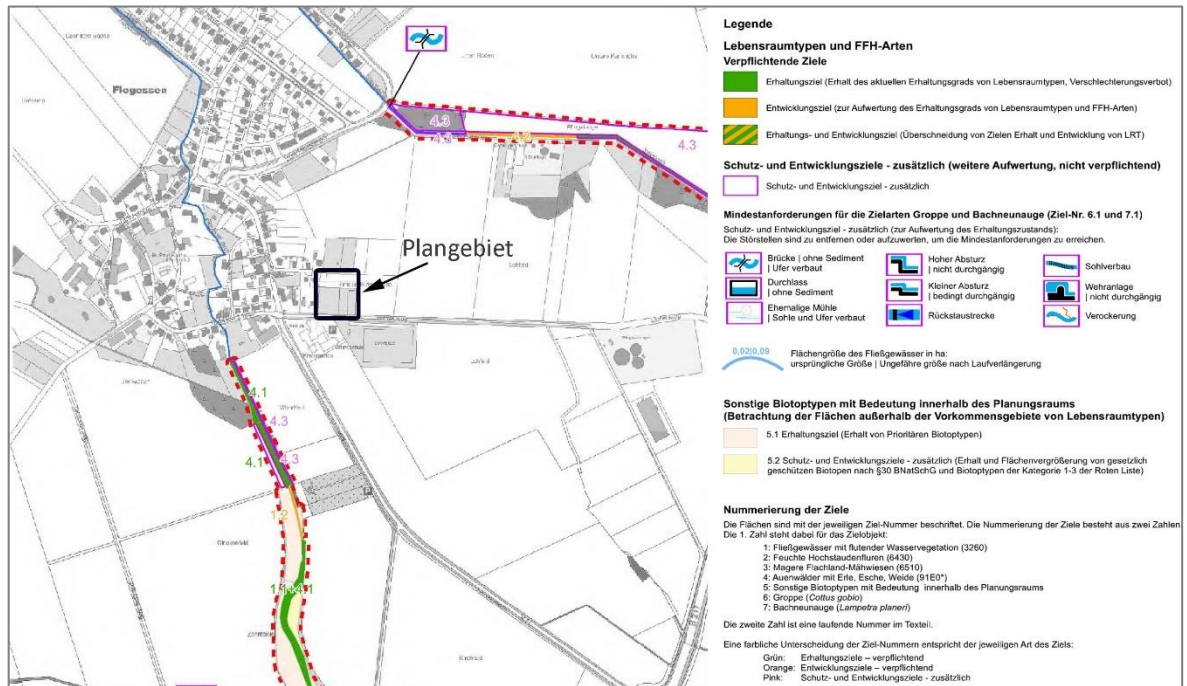 Flegessen
4.3
4.3
4.3
Plangebiet
4.1
4.3
4.1
4.3
1.2
Legende
Lebensraumtypen und FFH-Arten
Verpflichtende Ziele
Erhaltungsziel (Erhalt des aktuellen Erhaltungsgrads von Lebensraumtypen, Verschlechterungsverbot)
Entwicklungsziel (zur Aufwertung des Erhaltungsgrads von Lebensraumtypen und FFH-Arten)
Erhaltungs- und Entwicklungsziel (Überschneidung von Zielen Erhalt und Entwicklung von LRT)
Schutz- und Entwicklungsziele - zusätzlich (weitere Aufwertung, nicht verpflichtend)
Schutz- und Entwicklungsziel - zusätzlich
Mindestanforderungen für die Zielarten Groppe und Bachneunauge (Ziel-Nr. 6.1 und 7.1)
Schutz- und Entwicklungsziel - zusätzlich (zur Aufwertung des Erhaltungszustands):
Die Störstellen sind zu entfernen oder aufzuwerten, um die Mindestanforderungen zu erreichen.
Brücke | ohne Sediment
| Ufer verbaut
Durchlass
| ohne Sediment
Ehemalige Mühle
| Sohle und Ufer verbaut
Hoher Absturz
| nicht durchgängig
Kleiner Absturz
| bedingt durchgängig
Rückstaustrecke
Sohlverbau
Wehranlage
| nicht durchgängig
Verockerung
0,02|0,09
Flächengröße des Fließgewässer in ha:
ursprüngliche Größe | Ungefähre größe nach Laufverlängerung
Sonstige Biotoptypen mit Bedeutung innerhalb des Planungsraums
(Betrachtung der Flächen außerhalb der Vorkommensgebiete von Lebensraumtypen)
5.1 Erhaltungsziel (Erhalt von Prioritären Biotoptypen)
5.2 Schutz- und Entwicklungsziele - zusätzlich (Erhalt und Flächenvergrößerung von gesetzlich
geschützen Biotopen nach §30 BNatSchG und Biotoptypen der Kategorie 1-3 der Roten Liste)
Nummerierung der Ziele
Die Flächen sind mit der jeweiligen Ziel-Nummer beschriftet. Die Nummerierung der Ziele besteht aus zwei Zahlen.
Die 1. Zahl steht dabei für das Zielobjekt:
1: Fließgewässer mit flutender Wasservegetation (3260)
2: Feuchte Hochstaudenfluren (6430)
3: Magere Flachland-Mähwiesen (6510)
4: Auenwälder mit Erle, Esche, Weide (91E0*)
5: Sonstige Biotoptypen mit Bedeutung innerhalb des Planungsraums
6: Groppe (Cottus gobio)
7: Bachneunauge (Lampetra planeri)
Die zweite Zahl ist eine laufende Nummer im Texteil.
Eine farbliche Unterscheidung der Ziel-Nummern entspricht der jeweiligen Art des Ziels:
Grün: Erhaltungsziele – verpflichtend
Orange: Entwicklungsziele – verpflichtend
Pink: Schutz- und Entwicklungsziele - zusätzlich